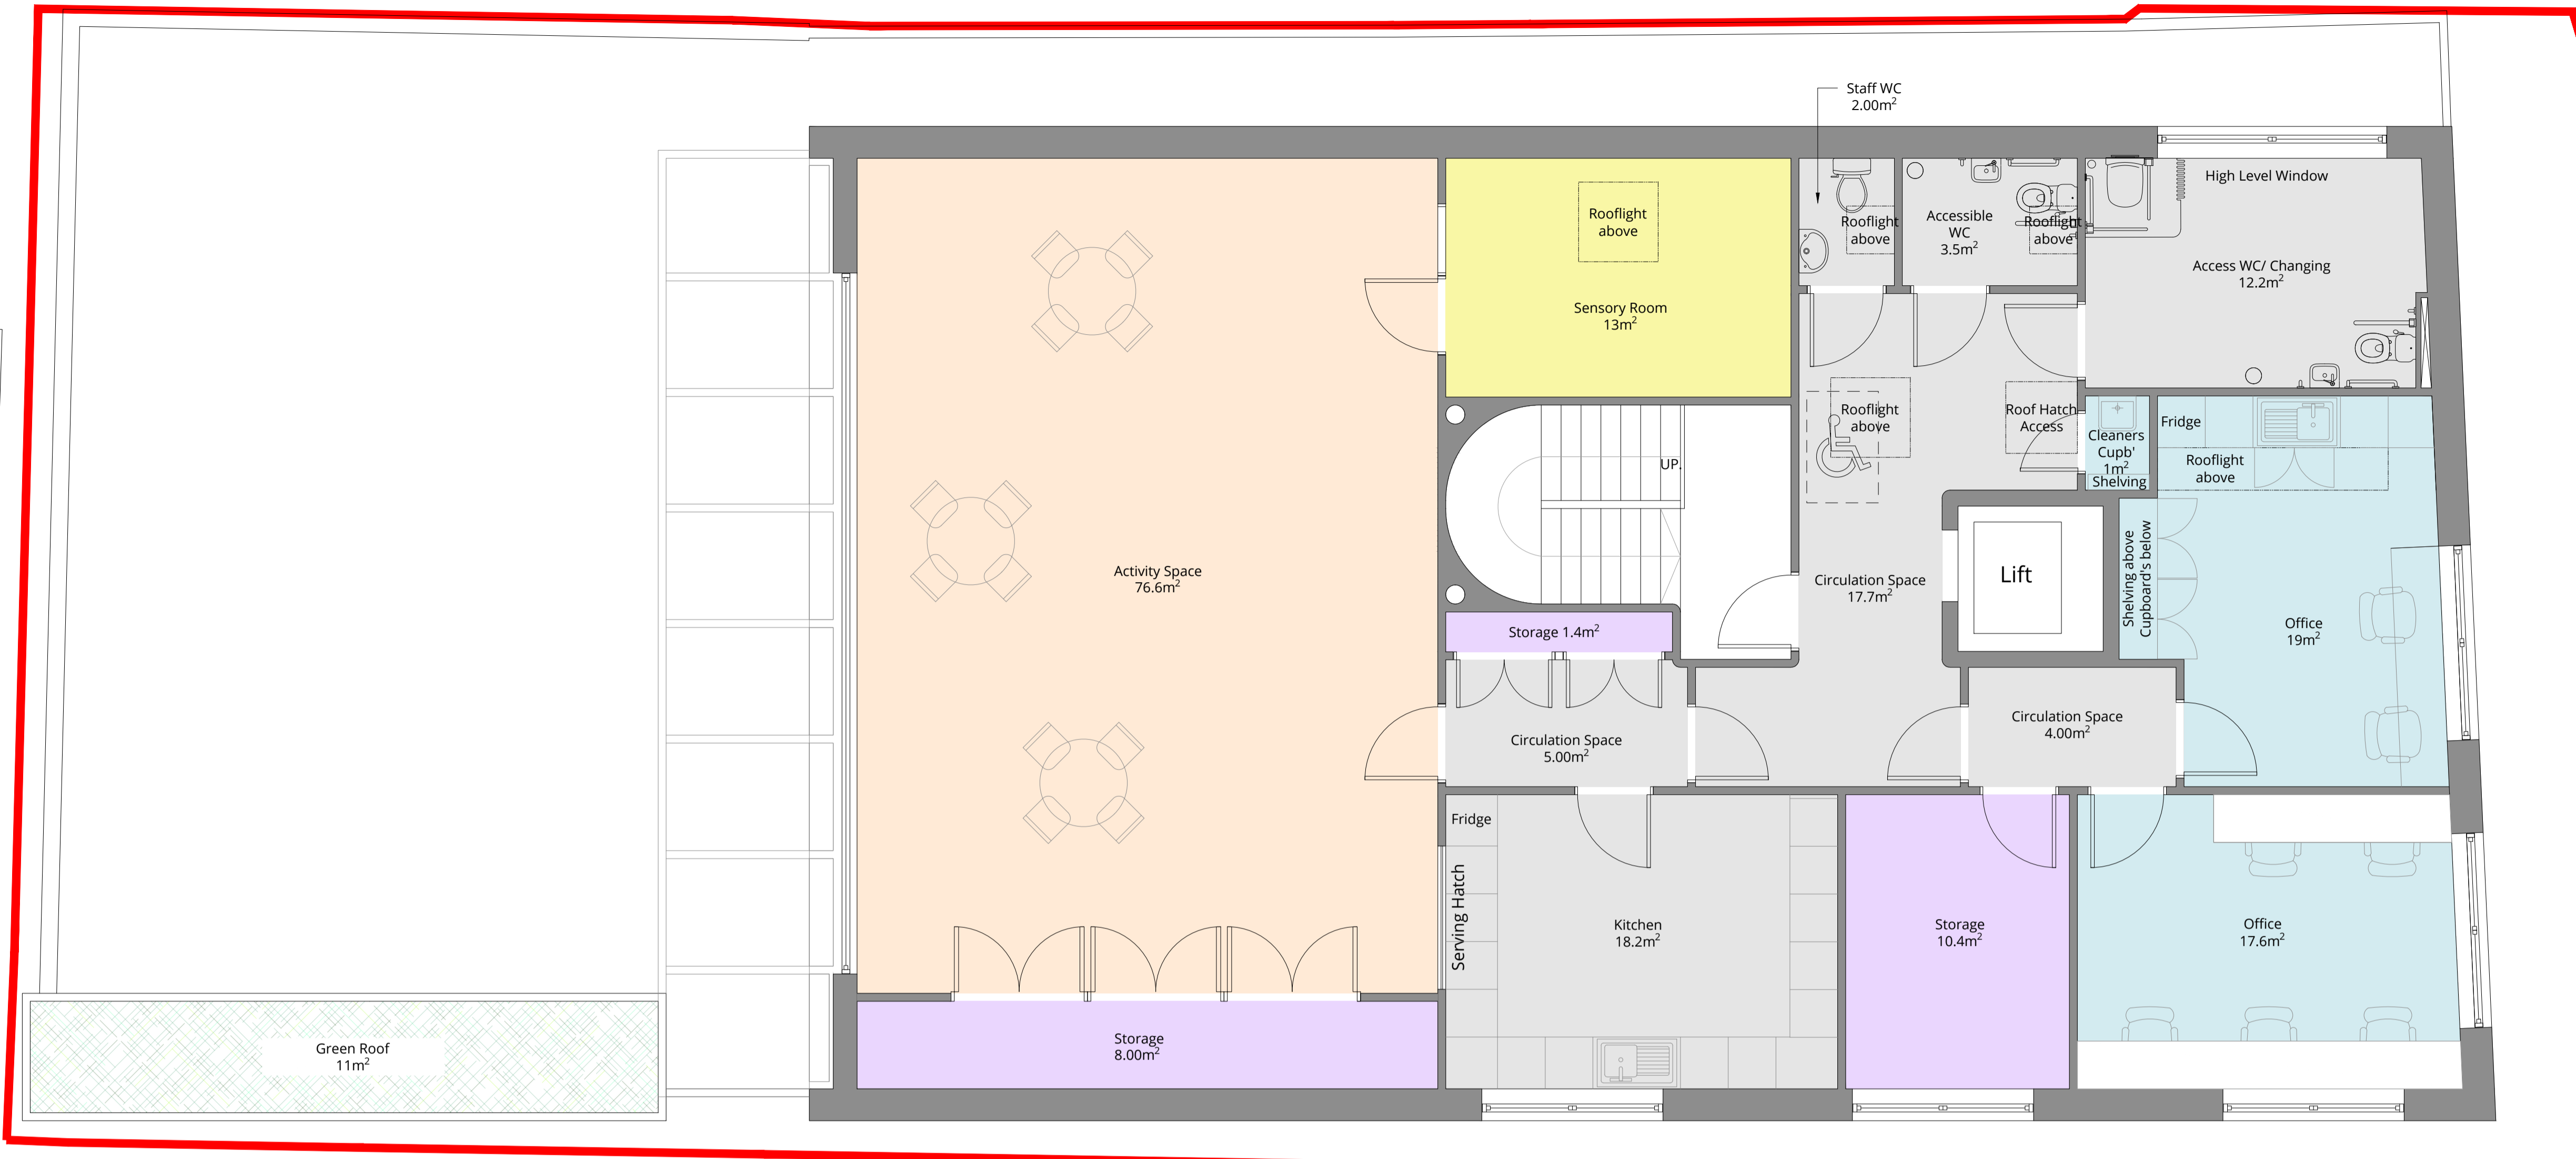 Staff WC
2.00m²
High Level Window
Rooflight
above
Rooflight
above
Accessible
WC
3.5m²
Rooflight
above
Access WC/ Changing
12.2m²
Sensory Room
13m²
Rooflight
above
Roof Hatch
Access
Cleaners
Cupb'
1m²
Shelving
Fridge
Rooflight
above
UP.
Shelving above
Cupboard's below
Activity Space
76.6m²
Circulation Space
17.7m²
Lift
Office
19m²
Storage 1.4m²
Circulation Space
5.00m²
Circulation Space
4.00m²
Fridge
Serving Hatch
Kitchen
18.2m²
Storage
10.4m²
Office
17.6m²
Storage
8.00m²
Green Roof
11m²